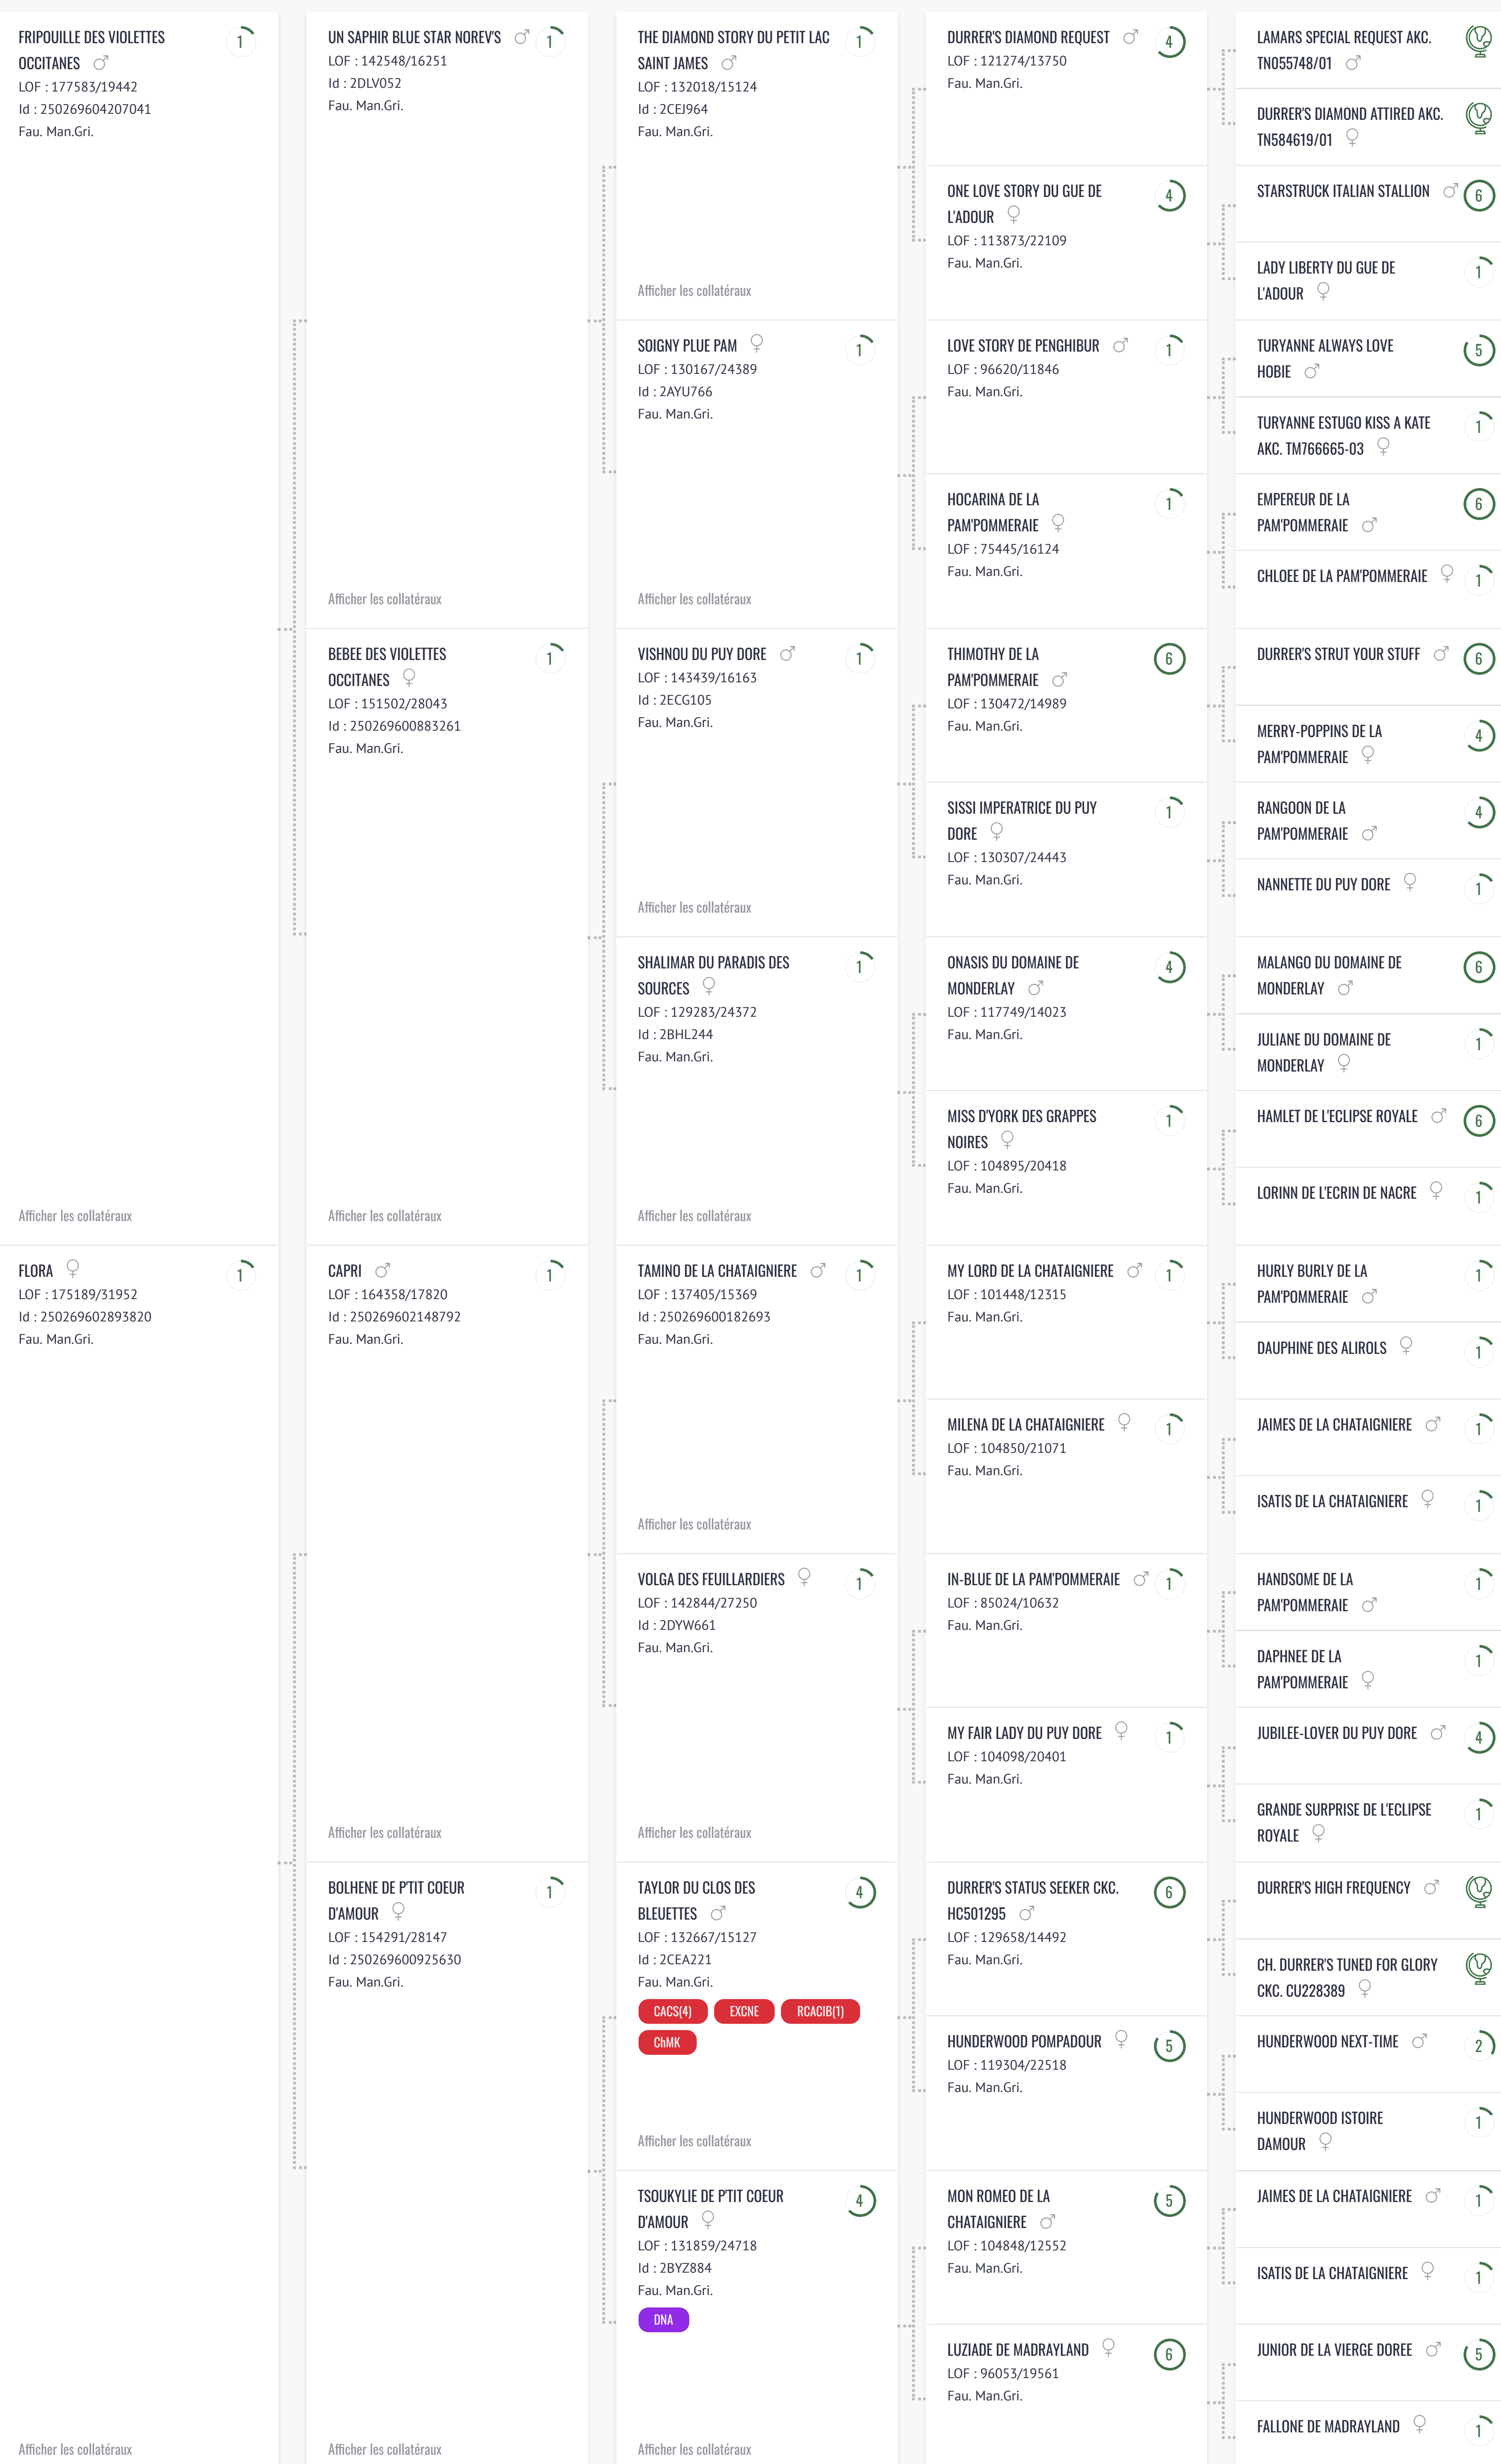 FRIPOUILLE DES VIOLETTES
OCCITANES
1
LOF : 177583/19442
Id : 250269604207041
Fau. Man.Gri.
Afficher les collatéraux
FLORA
1
LOF : 175189/31952
Id : 250269602893820
Fau. Man.Gri.
Afficher les collatéraux
UN SAPHIR BLUE STAR NOREV'S
1
LOF : 142548/16251
Id : 2DLV052
Fau. Man.Gri.
Afficher les collatéraux
BEBEE DES VIOLETTES
OCCITANES
1
LOF : 151502/28043
Id : 250269600883261
Fau. Man.Gri.
Afficher les collatéraux
CAPRI
1
LOF : 164358/17820
Id : 250269602148792
Fau. Man.Gri.
Afficher les collatéraux
BOLHENE DE P'TIT COEUR
D'AMOUR
1
LOF : 154291/28147
Id : 250269600925630
Fau. Man.Gri.
Afficher les collatéraux
THE DIAMOND STORY DU PETIT LAC
SAINT JAMES
1
LOF : 132018/15124
Id : 2CEJ964
Fau. Man.Gri.
Afficher les collatéraux
SOIGNY PLUE PAM
1
LOF : 130167/24389
Id : 2AYU766
Fau. Man.Gri.
Afficher les collatéraux
VISHNOU DU PUY DORE
1
LOF : 143439/16163
Id : 2ECG105
Fau. Man.Gri.
Afficher les collatéraux
SHALIMAR DU PARADIS DES
SOURCES
1
LOF : 129283/24372
Id : 2BHL244
Fau. Man.Gri.
Afficher les collatéraux
TAMINO DE LA CHATAIGNIERE
1
LOF : 137405/15369
Id : 250269600182693
Fau. Man.Gri.
Afficher les collatéraux
VOLGA DES FEUILLARDIERS
1
LOF : 142844/27250
Id : 2DYW661
Fau. Man.Gri.
Afficher les collatéraux
TAYLOR DU CLOS DES
BLEUETTES
4
LOF : 132667/15127
Id : 2CEA221
Fau. Man.Gri.
CACS(4) EXCNE RCACIB(1)
ChMK
Afficher les collatéraux
TSOUKYLIE DE P'TIT COEUR
D'AMOUR
4
LOF : 131859/24718
Id : 2BYZ884
Fau. Man.Gri.
DNA
Afficher les collatéraux
DURRER'S DIAMOND REQUEST
4
LOF : 121274/13750
Fau. Man.Gri.
ONE LOVE STORY DU GUE DE
L'ADOUR
4
LOF : 113873/22109
Fau. Man.Gri.
LOVE STORY DE PENGHIBUR
1
LOF : 96620/11846
Fau. Man.Gri.
HOCARINA DE LA
PAM'POMMERAIE
1
LOF : 75445/16124
Fau. Man.Gri.
THIMOTHY DE LA
PAM'POMMERAIE
6
LOF : 130472/14989
Fau. Man.Gri.
SISSI IMPERATRICE DU PUY
DORE
1
LOF : 130307/24443
Fau. Man.Gri.
ONASIS DU DOMAINE DE
MONDERLAY
4
LOF : 117749/14023
Fau. Man.Gri.
MISS D'YORK DES GRAPPES
NOIRES
1
LOF : 104895/20418
Fau. Man.Gri.
MY LORD DE LA CHATAIGNIERE
1
LOF : 101448/12315
Fau. Man.Gri.
MILENA DE LA CHATAIGNIERE
1
LOF : 104850/21071
Fau. Man.Gri.
IN-BLUE DE LA PAM'POMMERAIE
1
LOF : 85024/10632
Fau. Man.Gri.
MY FAIR LADY DU PUY DORE
1
LOF : 104098/20401
Fau. Man.Gri.
DURRER'S STATUS SEEKER CKC.
HC501295
6
LOF : 129658/14492
Fau. Man.Gri.
HUNDERWOOD POMPADOUR
5
LOF : 119304/22518
Fau. Man.Gri.
MON ROMEO DE LA
CHATAIGNIERE
5
LOF : 104848/12552
Fau. Man.Gri.
LUZIADE DE MADRAYLAND
6
LOF : 96053/19561
Fau. Man.Gri.
LAMARS SPECIAL REQUEST AKC.
TN055748/01
DURRER'S DIAMOND ATTIRED AKC.
TN584619/01
STARSTRUCK ITALIAN STALLION
6
LADY LIBERTY DU GUE DE
L'ADOUR
1
TURYANNE ALWAYS LOVE
HOBIE
5
TURYANNE ESTUGO KISS A KATE
AKC. TM766665-03
1
EMPEREUR DE LA
PAM'POMMERAIE
6
CHLOEE DE LA PAM'POMMERAIE
1
DURRER'S STRUT YOUR STUFF
6
MERRY-POPPINS DE LA
PAM'POMMERAIE
4
RANGOON DE LA
PAM'POMMERAIE
4
NANNETTE DU PUY DORE
1
MALANGO DU DOMAINE DE
MONDERLAY
6
JULIANE DU DOMAINE DE
MONDERLAY
1
HAMLET DE L'ECLIPSE ROYALE
6
LORINN DE L'ECRIN DE NACRE
1
HURLY BURLY DE LA
PAM'POMMERAIE
1
DAUPHINE DES ALIROLS
1
JAIMES DE LA CHATAIGNIERE
1
ISATIS DE LA CHATAIGNIERE
1
HANDSOME DE LA
PAM'POMMERAIE
1
DAPHNEE DE LA
PAM'POMMERAIE
1
JUBILEE-LOVER DU PUY DORE
4
GRANDE SURPRISE DE L'ECLIPSE
ROYALE
1
DURRER'S HIGH FREQUENCY
CH. DURRER'S TUNED FOR GLORY
CKC. CU228389
HUNDERWOOD NEXT-TIME
2
HUNDERWOOD ISTOIRE
DAMOUR
1
JAIMES DE LA CHATAIGNIERE
1
ISATIS DE LA CHATAIGNIERE
1
JUNIOR DE LA VIERGE DOREE
5
FALLONE DE MADRAYLAND
1